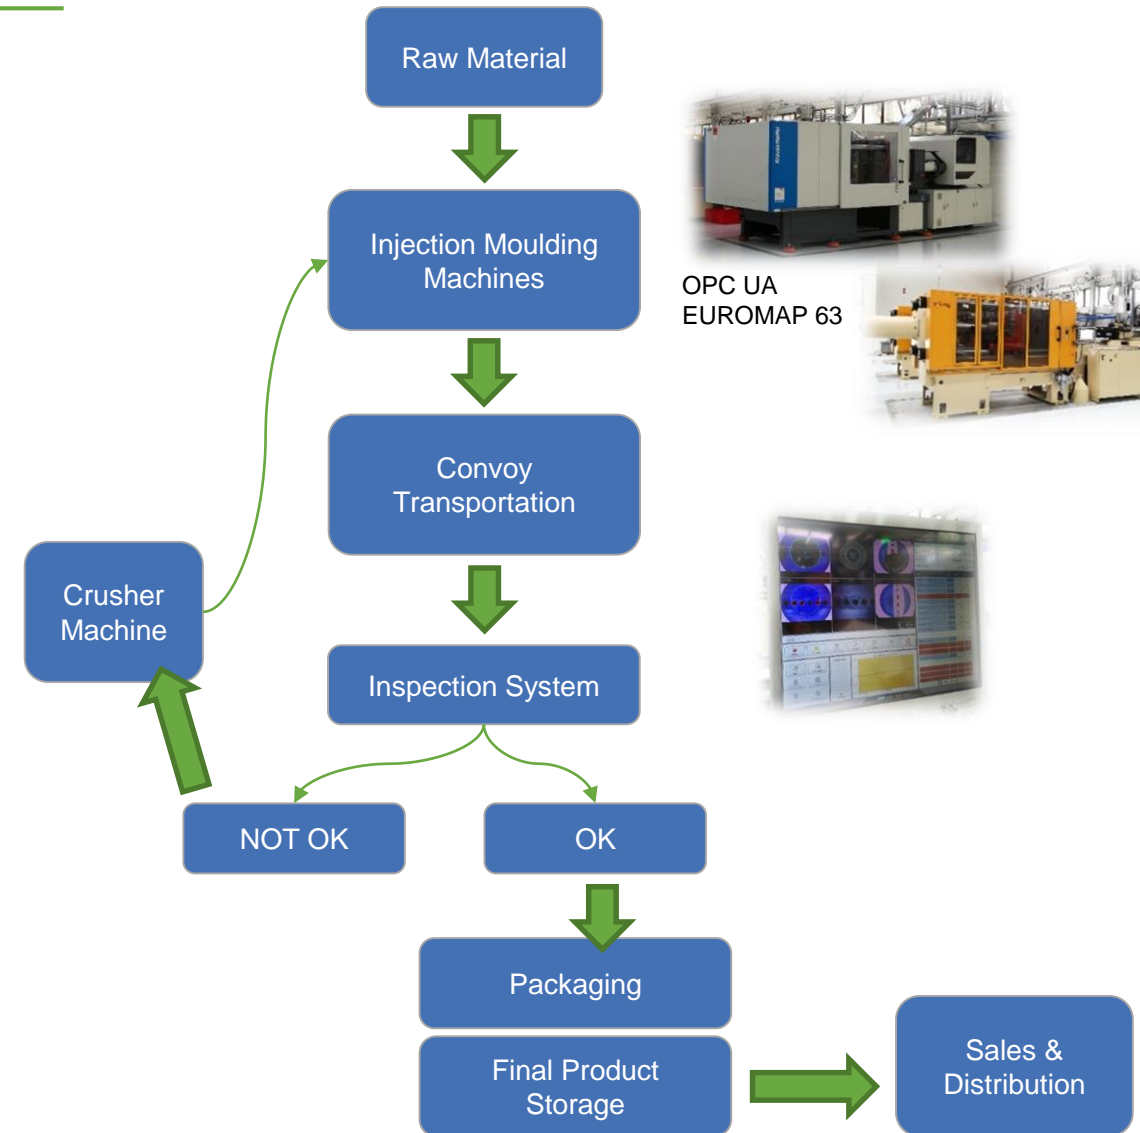 Raw Material
Injection Moulding
Machines
OPC UA
EUROMAP 63
Convoy
Transportation
Crusher
Machine
Inspection System
NOT OK
OK
Packaging
Final Product
Storage
Sales &
Distribution